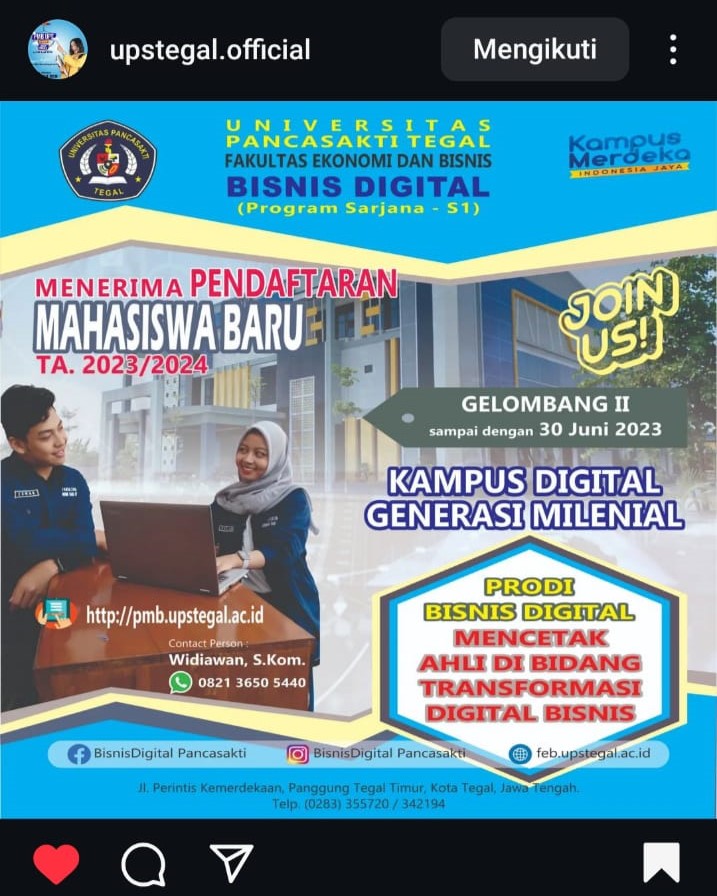 upstegal.official
Mengikuti
UNIVERSITAS PANCASAKTI
TEGAL
UNIVERSITAS
PANCASAKTI TEGAL
FAKULTAS EKONOMI DAN BISNIS
BISNIS DIGITAL
(Program Sarjana - S1)
Kampus
Merdeka
INDONESIA JAYA
MENERIMA PENDAFTARAN
MAHASISWA BARU
TA. 2023/2024
JOIN
US!
GELOMBANG II
sampai dengan 30 Juni 2023
KAMPUS DIGITAL
GENERASI MILENIAL
PRODI
BISNIS DIGITAL
MENCETAK
AHLI DI BIDANG
TRANSFORMASI
DIGITAL BISNIS
http://pmb.upstegal.ac.id
Contact Person :
Widiawan, S.Kom.
0821 3650 5440
BisnisDigital Pancasakti
BisnisDigital Pancasakti
feb.upstegal.ac.id
Jl. Perintis Kemerdekaan, Panggung Tegal Timur, Kota Tegal, Jawa Tengah.
Telp. (0283) 355720 / 342194